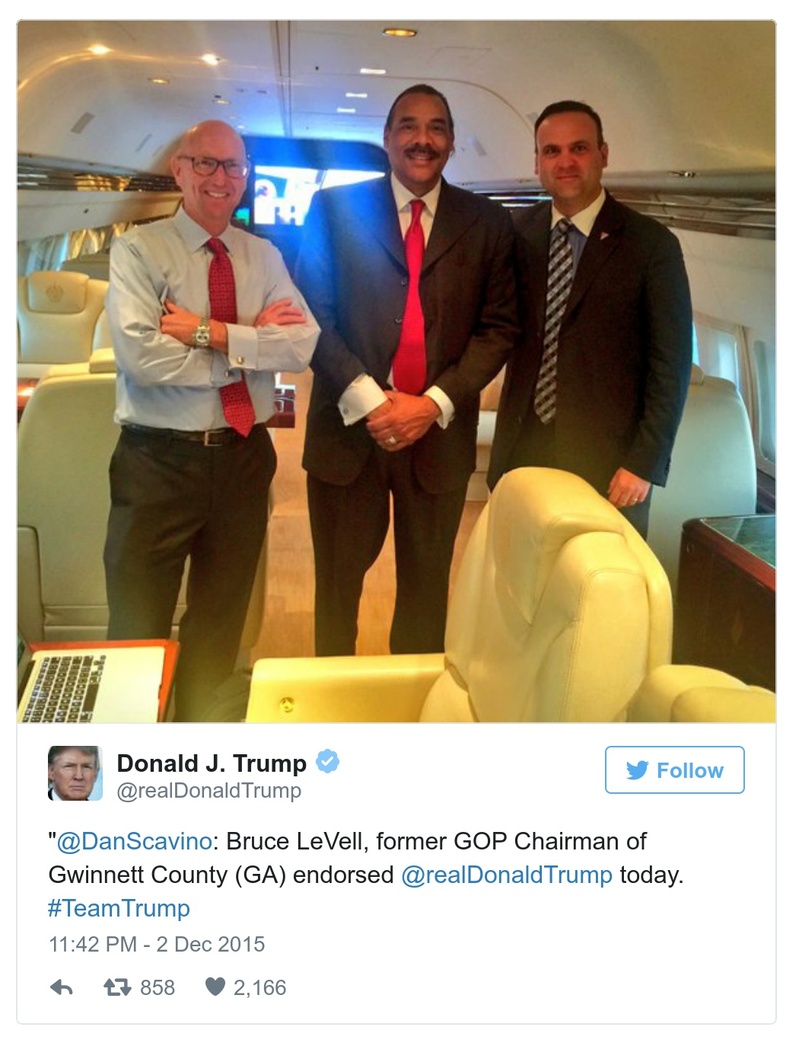 Donald J. Trump
@realDonaldTrump
Follow
"@DanScavino: Bruce LeVell, former GOP Chairman of
Gwinnett County (GA) endorsed @realDonaldTrump today.
#TeamTrump
11:42 PM - 2 Dec 2015
858 2,166